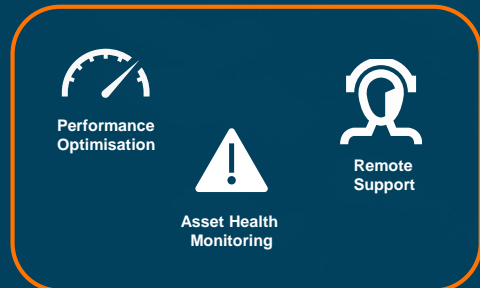 Performance
Optimisation
Asset Health
Monitoring
Remote
Support